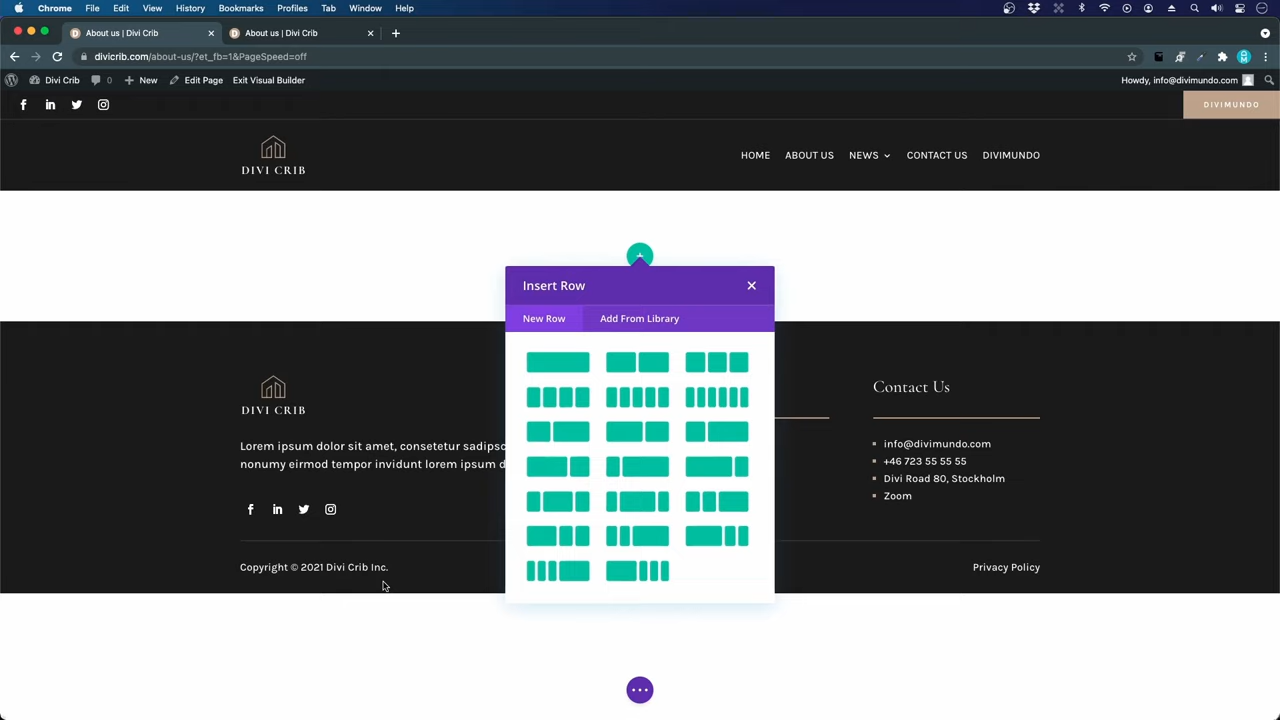 Chrome File Edit View History Bookmarks Profiles Tab Window Help
About us | Divi Crib
About us | Divi Crib
divicrib.com/about-us/?et_fb=1&PageSpeed=off
Divi Crib 0 New Edit Page Exit Visual Builder Howdy, info@divimundo.com
DIVIMUNDO
DIVI CRIB
HOME ABOUT US NEWS CONTACT US DIVIMUNDO
Insert Row
New Row Add From Library
DIVI CRIB
Lorem ipsum dolor sit amet, consetetur sadipsc
nonumy eirmod tempor invidunt lorem ipsum d
Contact Us
info@divimundo.com
+46 723 55 55 55
Divi Road 80, Stockholm
Zoom
Copyright © 2021 Divi Crib Inc.
Privacy Policy